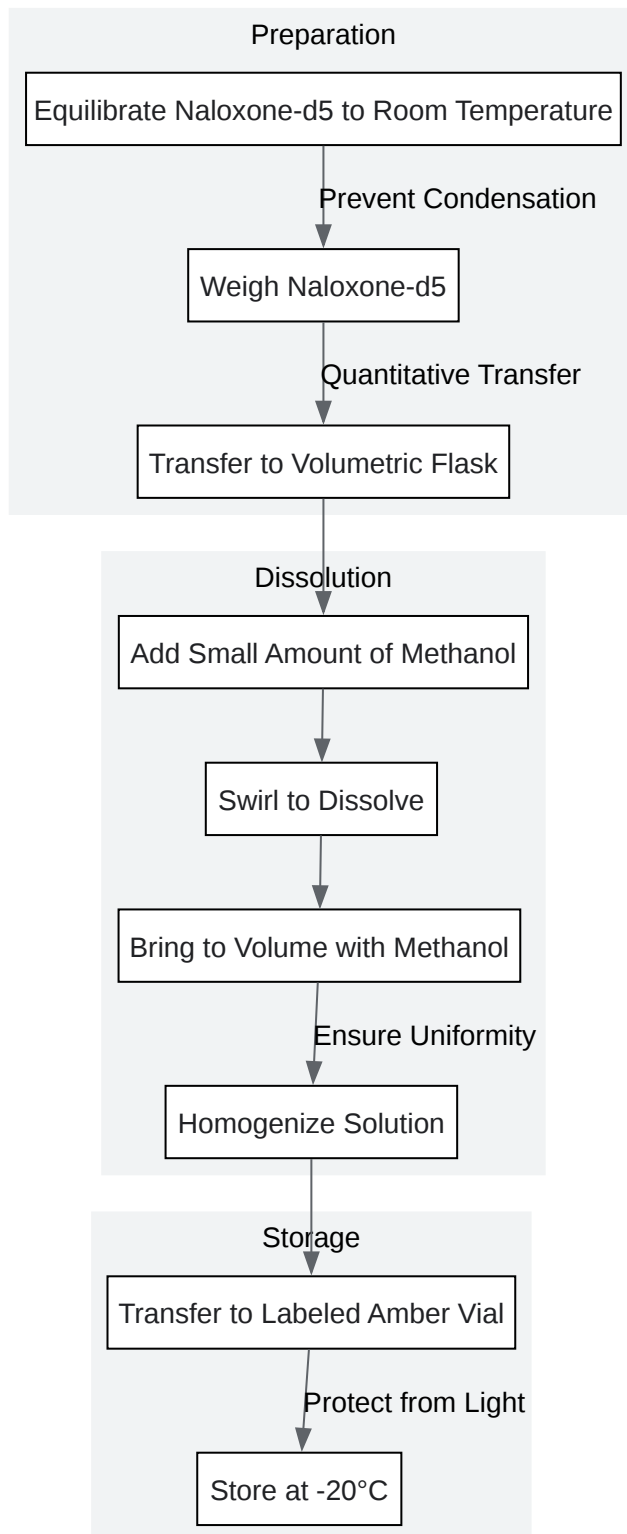 Preparation
Equilibrate Naloxone-d5 to Room Temperature
Prevent Condensation
Weigh Naloxone-d5
Quantitative Transfer
Transfer to Volumetric Flask
Dissolution
Add Small Amount of Methanol
Swirl to Dissolve
Bring to Volume with Methanol
Ensure Uniformity
Homogenize Solution
Storage
Transfer to Labeled Amber Vial
Protect from Light
Store at -20°C